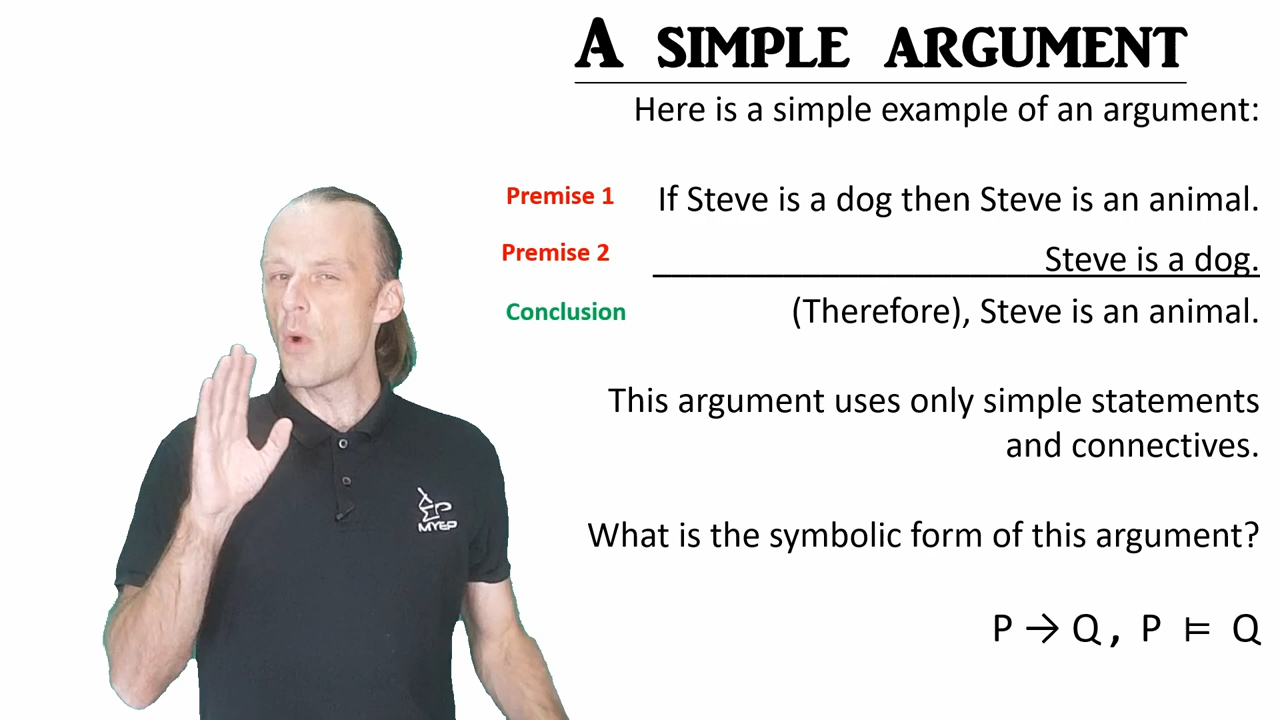 A SIMPLE ARGUMENT
Here is a simple example of an argument:
Premise 1 If Steve is a dog then Steve is an animal.
Premise 2 Steve is a dog.
Conclusion (Therefore), Steve is an animal.
This argument uses only simple statements
and connectives.
What is the symbolic form of this argument?
P → Q , P ⊨ Q
MYEP